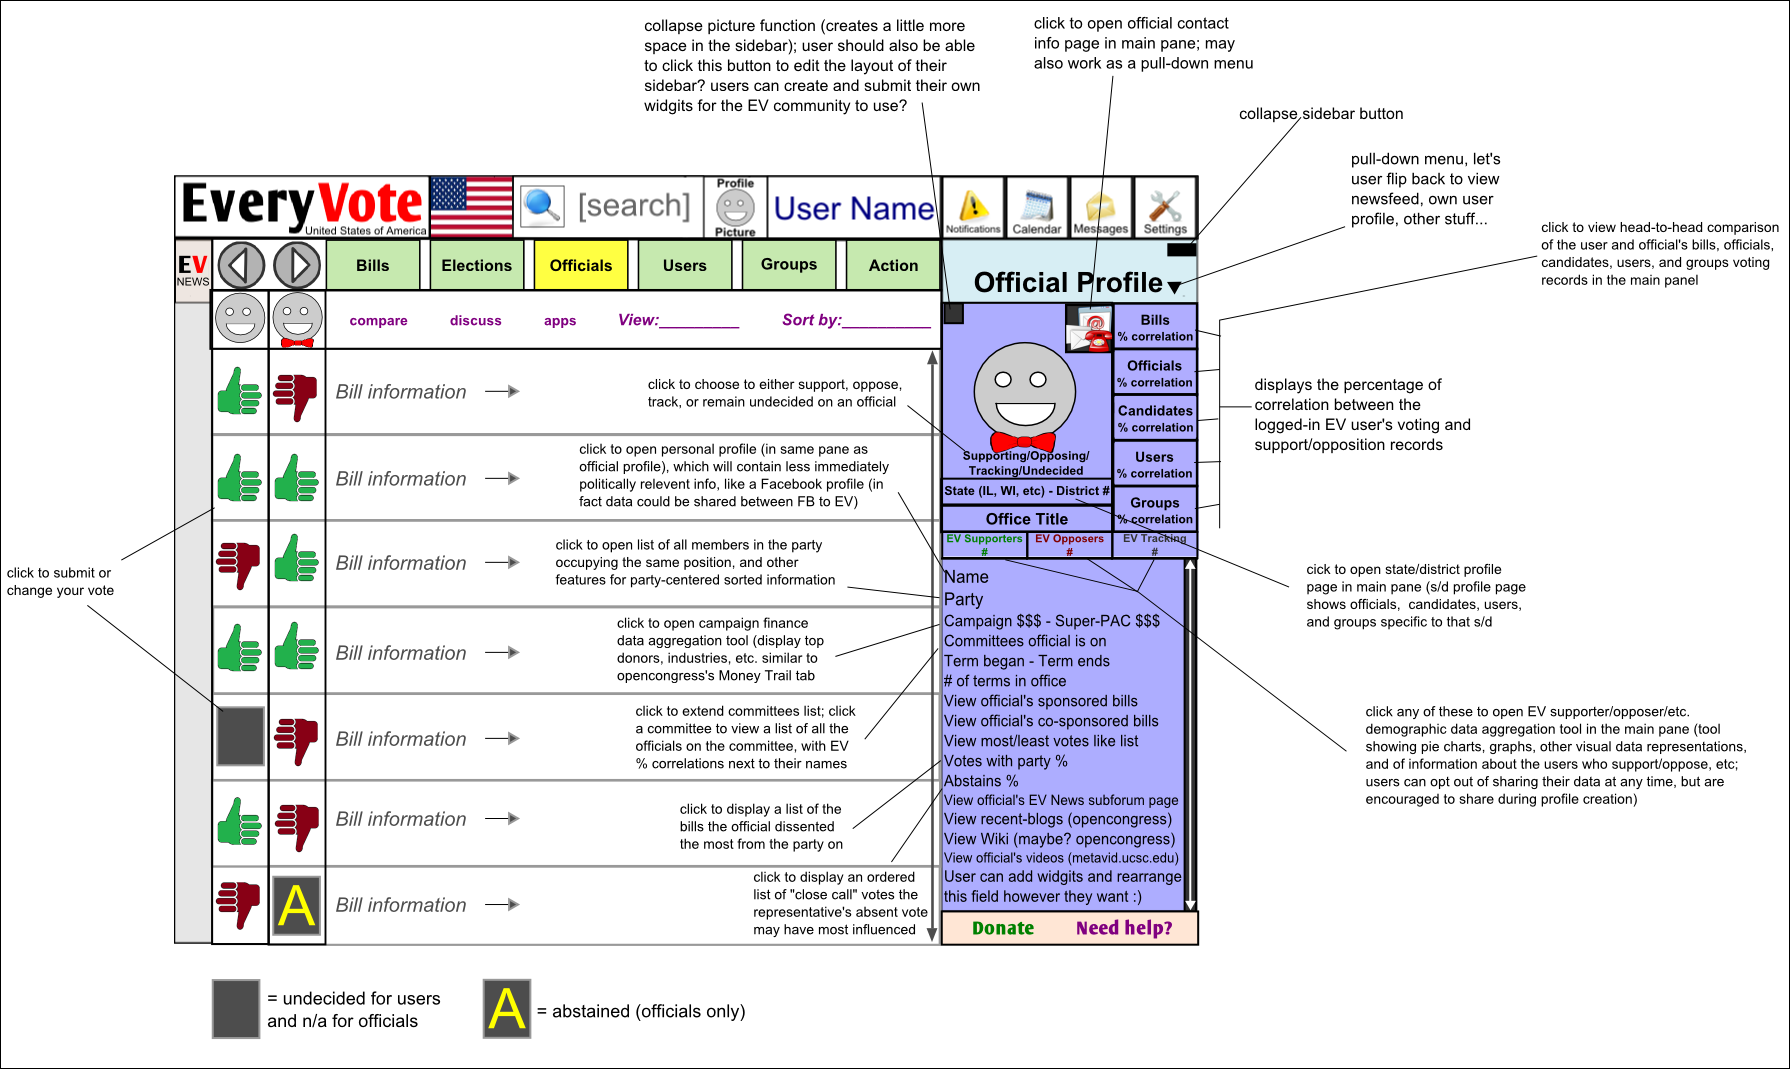 collapse picture function (creates a little more
space in the sidebar); user should also be able
to click this button to edit the layout of their
sidebar? users can create and submit their own
widgits for the EV community to use?
click to open official contact
info page in main pane; may
also work as a pull-down menu
collapse sidebar button
pull-down menu, let's
user flip back to view
newsfeed, own user
profile, other stuff...
click to view head-to-head comparison
of the user and official's bills, officials,
candidates, users, and groups voting
records in the main panel
EveryVote
United States of America
[search]
Profile
Picture
User Name
Notifications
Calendar
Messages
Settings
EV
NEWS
Bills
Elections
Officials
Users
Groups
Action
Official Profile
compare
discuss
apps
View:_________
Sort by:__________
Bill information
Bill information
Bill information
Bill information
Bill information
Bill information
Bill information
click to choose to either support, oppose,
track, or remain undecided on an official
click to open personal profile (in same pane as
official profile), which will contain less immediately
politically relevent info, like a Facebook profile (in
fact data could be shared between FB to EV)
click to open list of all members in the party
occupying the same position, and other
features for party-centered sorted information
click to open campaign finance
data aggregation tool (display top
donors, industries, etc. similar to
opencongress's Money Trail tab
click to extend committees list; click
a committee to view a list of all the
officials on the committee, with EV
% correlations next to their names
click to display a list of the
bills the official dissented
the most from the party on
click to display an ordered
list of "close call" votes the
representative's absent vote
may have most influenced
A
Bills
% correlation
Officials
% correlation
Candidates
% correlation
Users
% correlation
Groups
% correlation
Supporting/Opposing/
Tracking/Undecided
State (IL, WI, etc) - District #
Office Title
EV Supporters
#
EV Opposers
#
EV Tracking
#
Name
Party
Campaign $$$ - Super-PAC $$$
Committees official is on
Term began - Term ends
# of terms in office
View official's sponsored bills
View official's co-sponsored bills
View most/least votes like list
Votes with party %
Abstains %
View official's EV News subforum page
View recent-blogs (opencongress)
View Wiki (maybe? opencongress)
View official's videos (metavid.ucsc.edu)
User can add widgits and rearrange
this field however they want :)
Donate
Need help?
displays the percentage of
correlation between the
logged-in EV user's voting and
support/opposition records
cick to open state/district profile
page in main pane (s/d profile page
shows officials, candidates, users,
and groups specific to that s/d
click any of these to open EV supporter/opposer/etc.
demographic data aggregation tool in the main pane (tool
showing pie charts, graphs, other visual data representations,
and of information about the users who support/oppose, etc;
users can opt out of sharing their data at any time, but are
encouraged to share during profile creation)
click to submit or
change your vote
= undecided for users
and n/a for officials
A
= abstained (officials only)